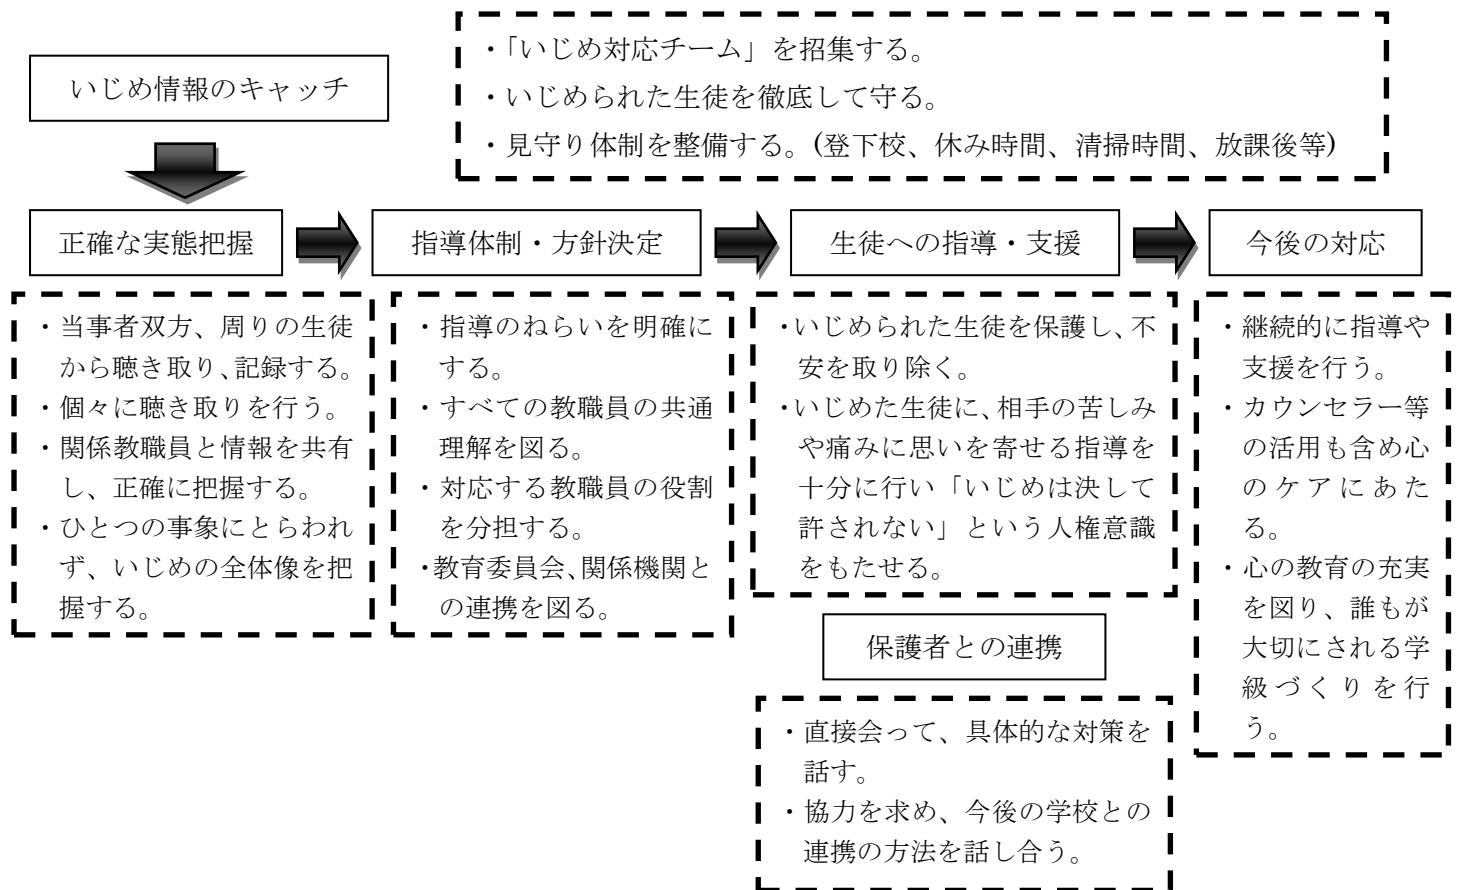 いじめ情報のキャッチ
・「いじめ対応チーム」を招集する。
・いじめられた生徒を徹底して守る。
・見守り体制を整備する。(登下校、休み時間、清掃時間、放課後等)
正確な実態把握
・当事者双方、周りの生徒
から聴き取り、記録する。
・個々に聴き取りを行う。
・関係教職員と情報を共有
し、正確に把握する。
・ひとつの事象にとらわれ
ず、いじめの全体像を把
握する。
指導体制・方針決定
・指導のねらいを明確に
する。
・すべての教職員の共通
理解を図る。
・対応する教職員の役割
を分担する。
・教育委員会、関係機関と
の連携を図る。
生徒への指導・支援
・いじめられた生徒を保護し、不
安を取り除く。
・いじめた生徒に、相手の苦しみ
や痛みに思いを寄せる指導を
十分に行い「いじめは決して
許されない」という人権意識
をもたせる。
保護者との連携
・直接会って、具体的な対策を
話す。
・協力を求め、今後の学校との
連携の方法を話し合う。
今後の対応
・継続的に指導や
支援を行う。
・カウンセラー等
の活用も含め心
のケアにあた
る。
・心の教育の充実
を図り、誰もが
大切にされる学
級づくりを行
う。